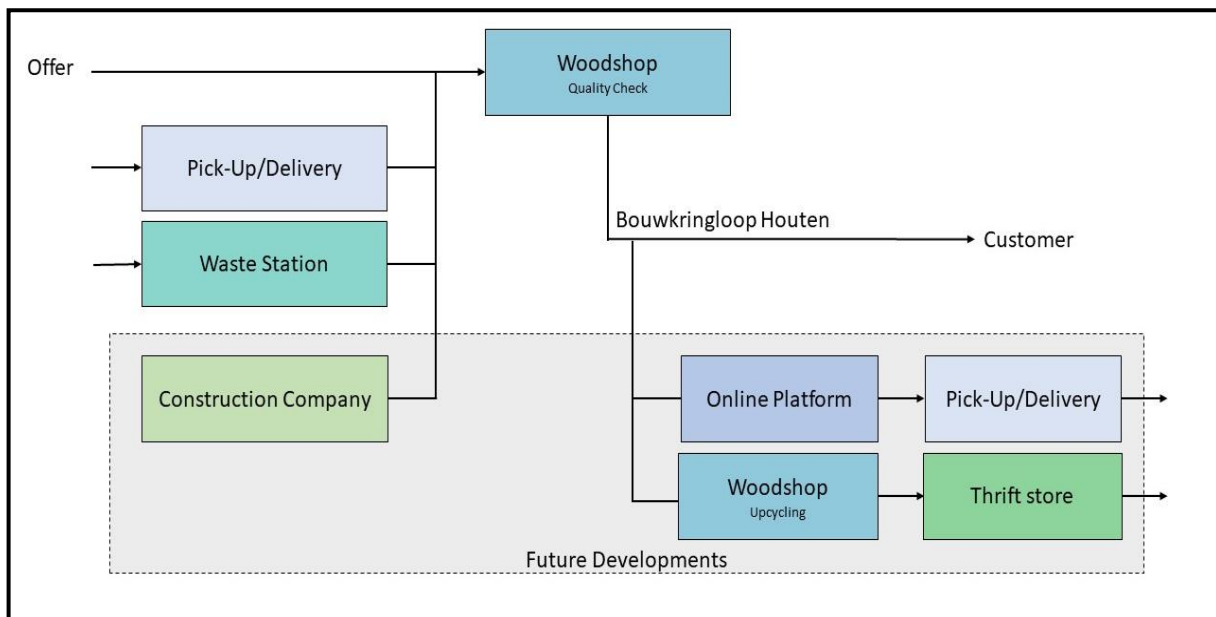 Offer
Woodshop
Quality Check
Pick-Up/Delivery
Bouwkringloop Houten
Customer
Waste Station
Construction Company
Online Platform
Pick-Up/Delivery
Woodshop
Upcycling
Thrift store
Future Developments